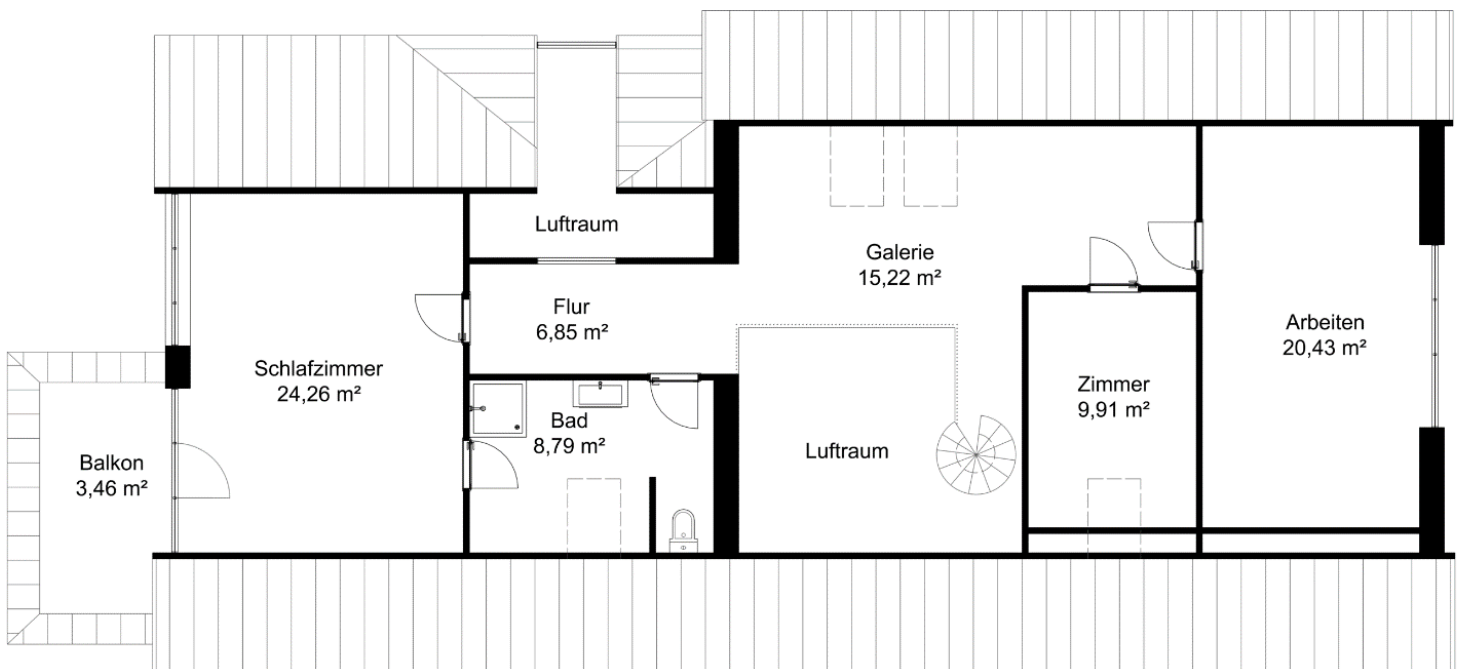 Luftraum
Galerie
15,22 m²
Flur
6,85 m²
Arbeiten
20,43 m²
Schlafzimmer
24,26 m²
Zimmer
9,91 m²
Bad
8,79 m²
Luftraum
Balkon
3,46 m²